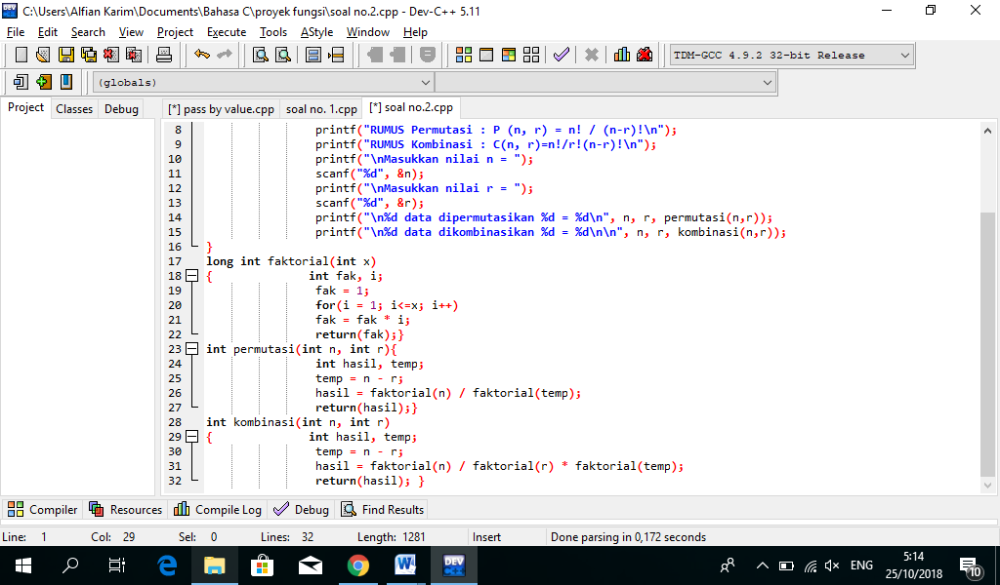 C:\Users\Alfian Karim\Documents\Bahasa C\proyek fungsi\soal no.2.cpp - Dev-C++ 5.11
File Edit Search View Project Execute Tools AStyle Window Help
TDM-GCC 4.9.2 32-bit Release
(globals)
Project Classes Debug
[*] pass by value.cpp soal no. 1.cpp [*] soal no.2.cpp
8 printf("RUMUS Permutasi : P (n, r) = n! / (n-r)!\n");
9 printf("RUMUS Kombinasi : C(n, r)=n!/r!(n-r)!\n");
10 printf("\nMasukkan nilai n = ");
11 scanf("%d", &n);
12 printf("\nMasukkan nilai r = ");
13 scanf("%d", &r);
14 printf("\n%d data dipermutasikan %d = %d\n", n, r, permutasi(n,r));
15 printf("\n%d data dikombinasikan %d = %d\n\n", n, r, kombinasi(n,r));
16 }
17 long int faktorial(int x)
18 { int fak, i;
19 fak = 1;
20 for(i = 1; i<=x; i++)
21 fak = fak * i;
22 return(fak);}
23 int permutasi(int n, int r){
24 int hasil, temp;
25 temp = n - r;
26 hasil = faktorial(n) / faktorial(temp);
27 return(hasil);}
28 int kombinasi(int n, int r)
29 { int hasil, temp;
30 temp = n - r;
31 hasil = faktorial(n) / faktorial(r) * faktorial(temp);
32 return(hasil); }
Compiler Resources Compile Log Debug Find Results
Line: 1 Col: 29 Sel: 0 Lines: 32 Length: 1281 Insert Done parsing in 0,172 seconds
DEV
ENG
5:14
25/10/2018
10